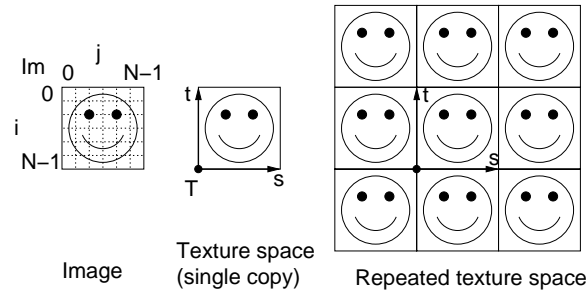 Im
j
0
N−1
0
i
N−1
t
T
s
t
s
Image
Texture space
(single copy)
Repeated texture space